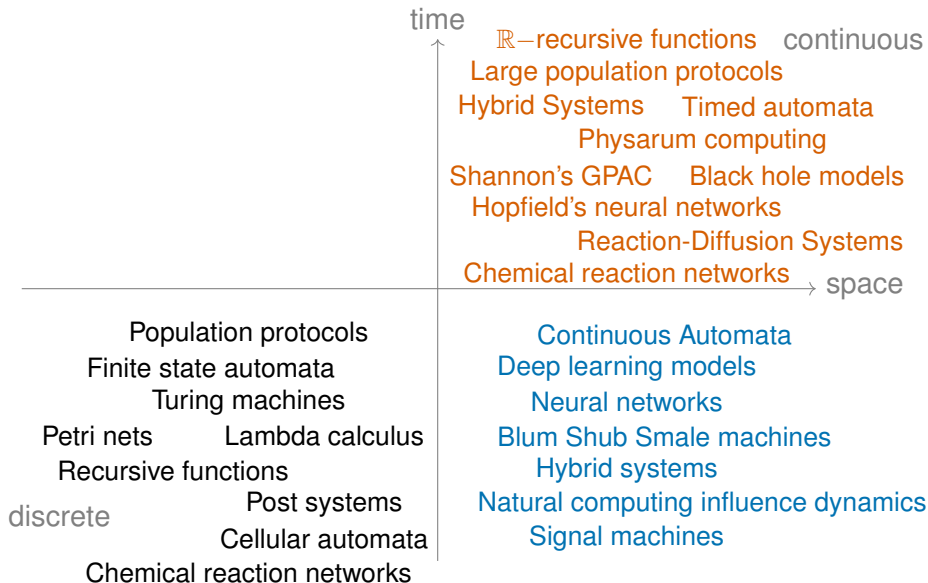 time
ℝ−recursive functions continuous
Large population protocols
Hybrid Systems Timed automata
Physarum computing
Shannon's GPAC Black hole models
Hopfield's neural networks
Reaction-Diffusion Systems
Chemical reaction networks
space
Population protocols
Finite state automata
Turing machines
Petri nets Lambda calculus
Recursive functions
Post systems
discrete
Cellular automata
Chemical reaction networks
Continuous Automata
Deep learning models
Neural networks
Blum Shub Smale machines
Hybrid systems
Natural computing influence dynamics
Signal machines